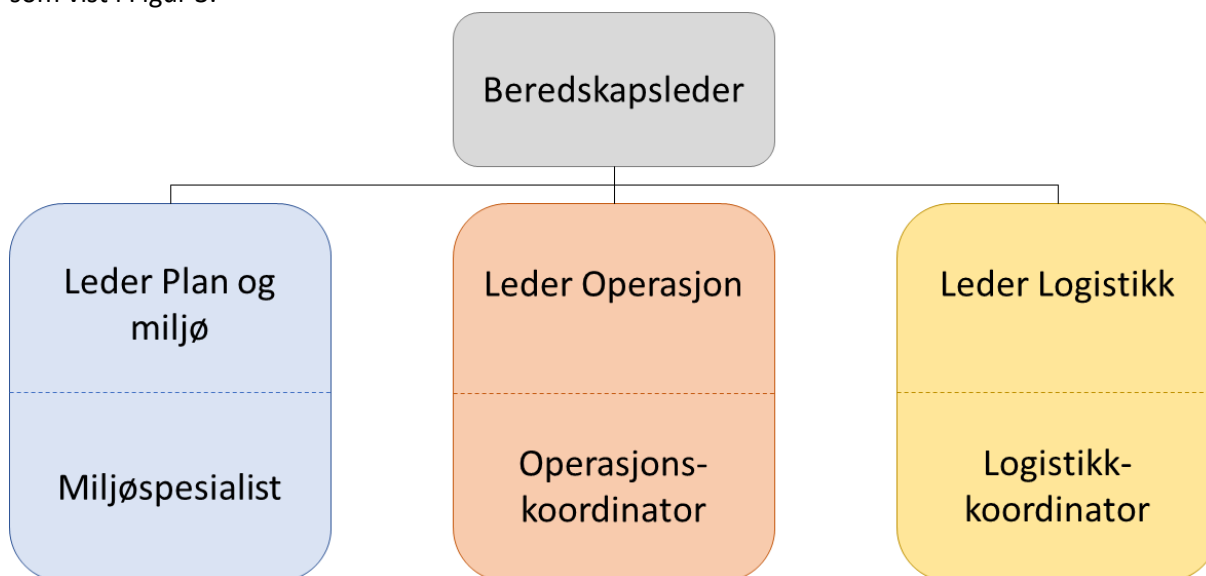 Beredskapsleder
Leder Plan og
miljø
Leder Operasjon
Leder Logistikk
Miljøspesialist
Operasjons-
koordinator
Logistikk-
koordinator